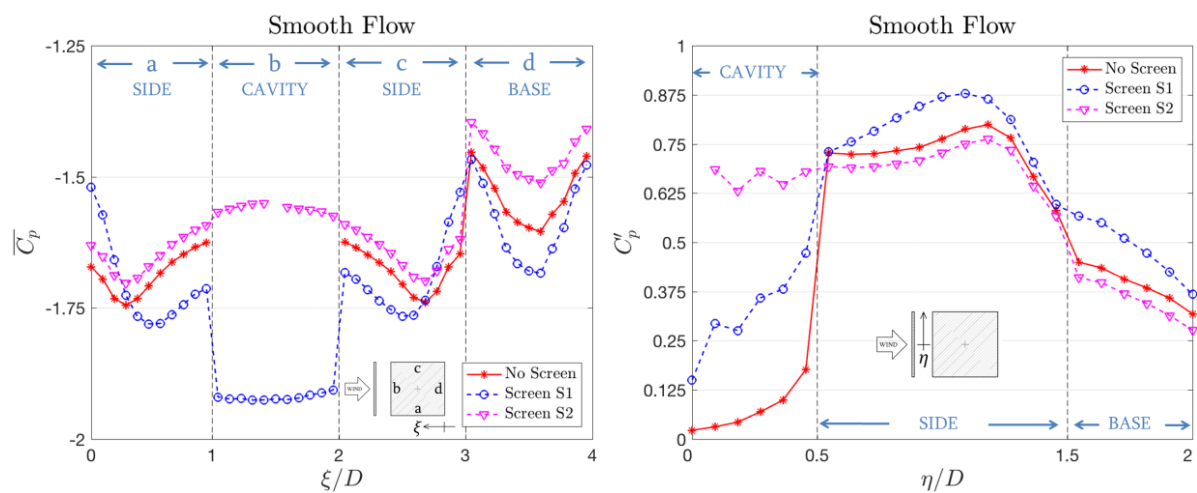 Smooth Flow
-1.25
-1.5
-1.75
-2
0
1
2
3
4
$\overline{C_p}$
ξ/D
a
b
c
d
SIDE
CAVITY
SIDE
BASE
WIND
c
b
d
a
ξ
No Screen
Screen S1
Screen S2
Smooth Flow
1
0.875
0.75
0.625
0.5
0.375
0.25
0.125
0
0
0.5
1
1.5
2
C′p
η/D
CAVITY
No Screen
Screen S1
Screen S2
WIND
η
SIDE
BASE